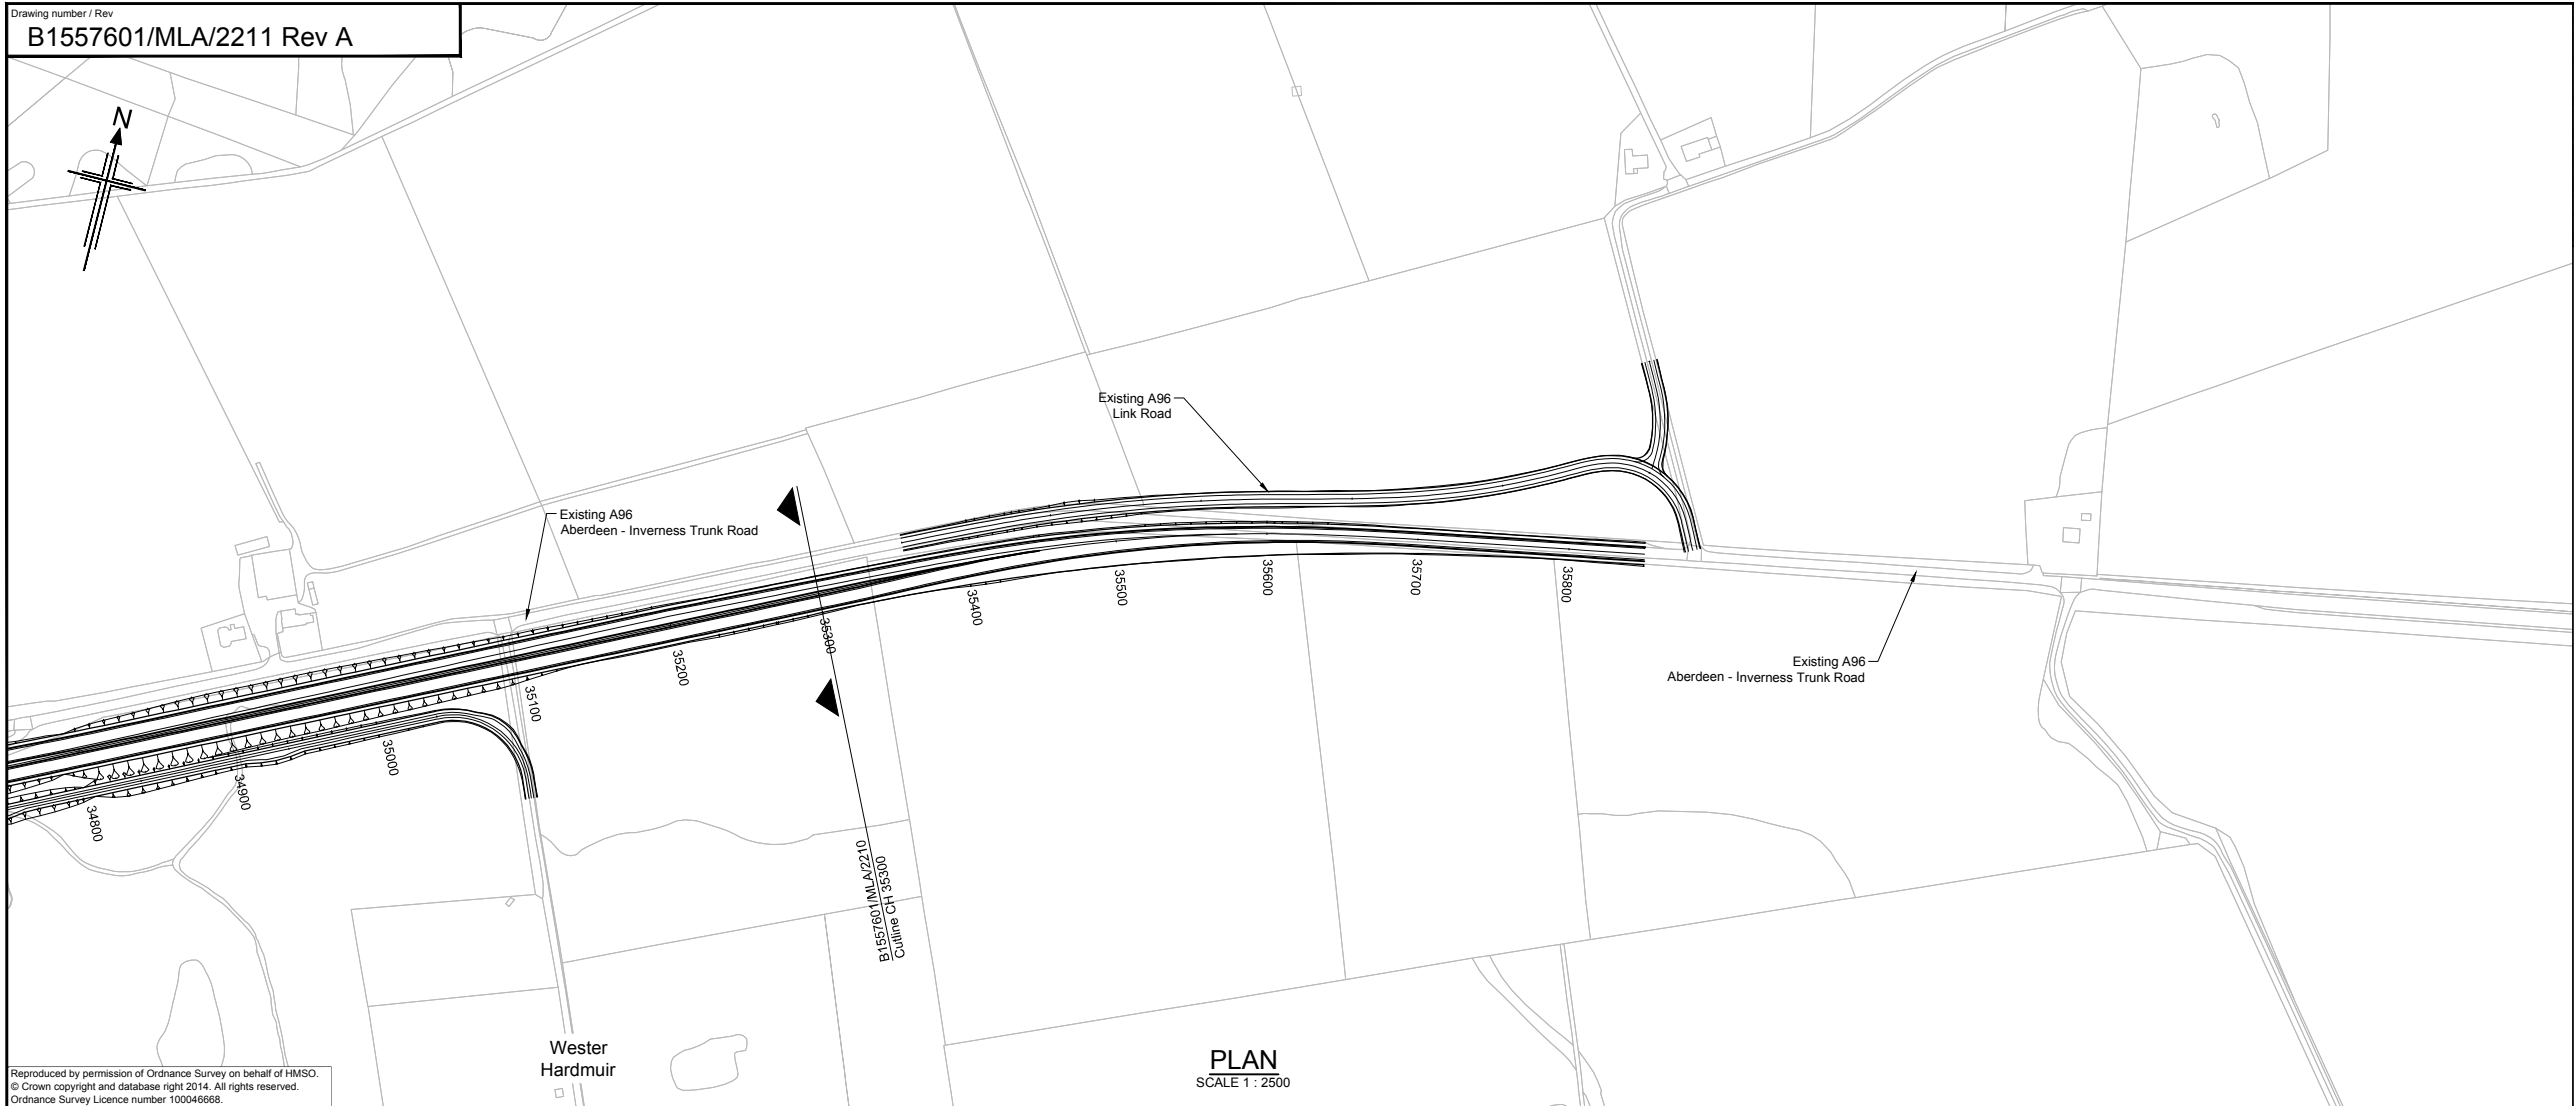 Drawing number / Rev
B1557601/MLA/2211 Rev A
N
Existing A96
Link Road
Existing A96
Aberdeen - Inverness Trunk Road
35500
35600
35700
35800
35400
35300
35200
35100
35000
34900
34800
Existing A96
Aberdeen - Inverness Trunk Road
B1557601/MLA/2210
Cutline CH 35300
Wester
Hardmuir
PLAN
SCALE 1 : 2500
Reproduced by permission of Ordnance Survey on behalf of HMSO.
© Crown copyright and database right 2014. All rights reserved.
Ordnance Survey Licence number 100046668.